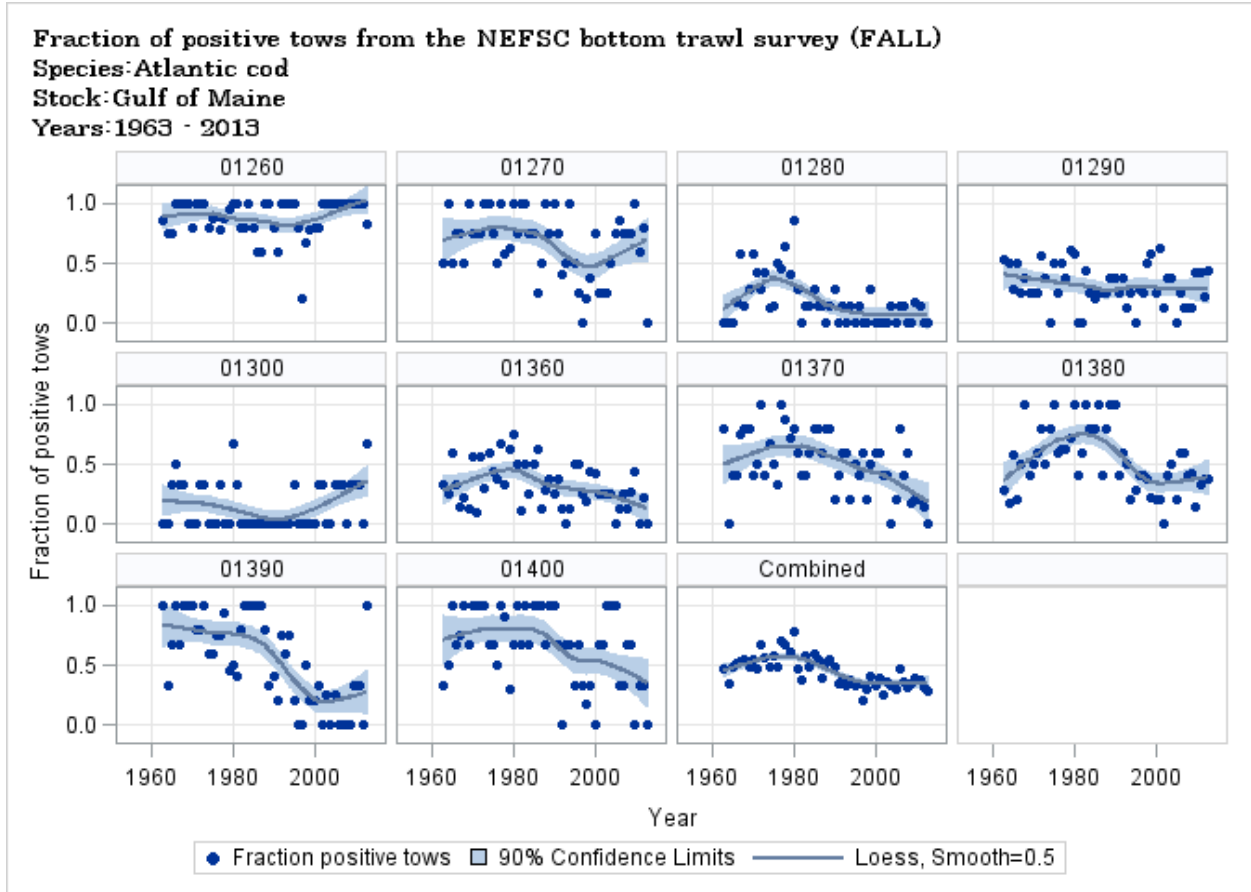 Fraction of positive tows from the NEFSC bottom trawl survey (FALL)
Species:Atlantic cod
Stock:Gulf of Maine
Years:1963 - 2013
01260 01270 01280 01290
1.0
0.5
0.0
01300 01360 01370 01380
1.0
0.5
0.0
01390 01400 Combined
1.0
0.5
0.0
Fraction of positive tows
1960 1980 2000 1960 1980 2000 1960 1980 2000 1960 1980 2000
Year
Fraction positive tows 90% Confidence Limits Loess, Smooth=0.5